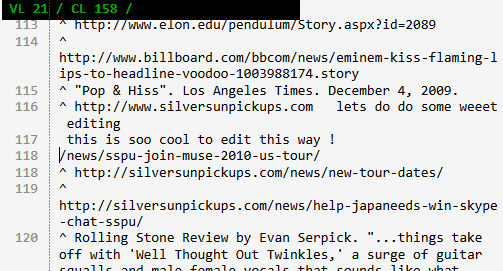 VL 21 / CL 158 /
113 ^ http://www.elon.edu/pendulum/Story.aspx?id=2089
114 ^
http://www.billboard.com/bbcom/news/eminem-kiss-flaming-l
ips-to-headline-voodoo-1003988174.story
115 ^ "Pop & Hiss". Los Angeles Times. December 4, 2009.
116 ^ http://www.silversunpickups.com lets do do some weeet
editing
117 this is soo cool to edit this way !
118 /news/sspu-join-muse-2010-us-tour/
118 ^ http://silversunpickups.com/news/new-tour-dates/
119 ^
http://silversunpickups.com/news/help-japaneeds-win-skype
-chat-sspu/
120 ^ Rolling Stone Review by Evan Serpick. "...things take
off with 'Well Thought Out Twinkles,' a surge of guitar
squalls and male-female vocals that sounds like what